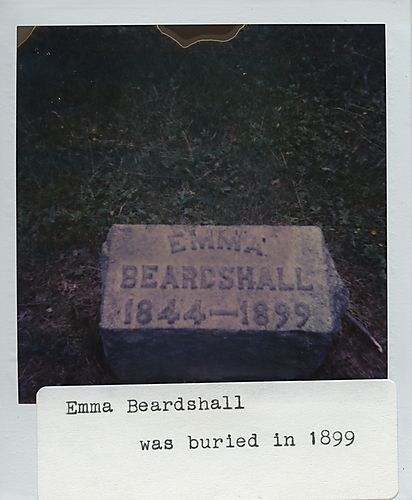 EMMA
BEARDSHALL
1844—1899
Emma Beardshall
was buried in 1899